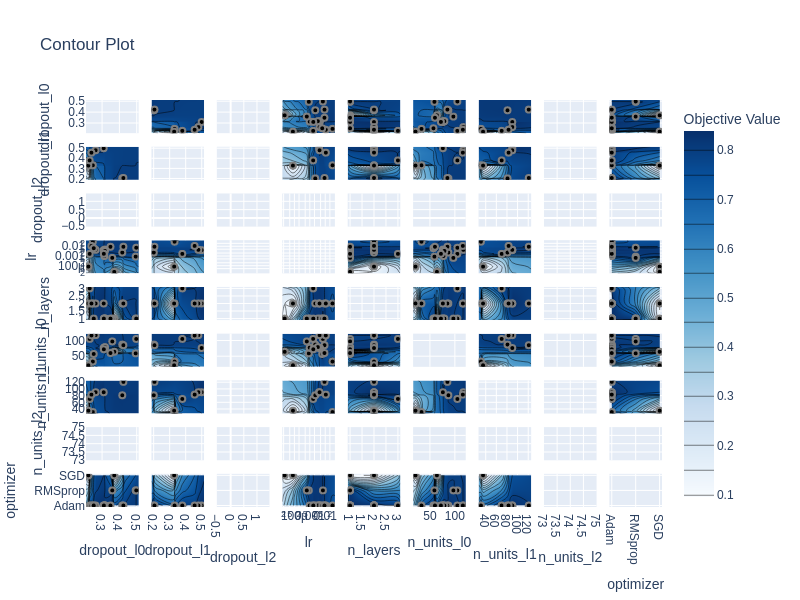 Contour Plot
Objective Value
0.8
0.7
0.6
0.5
0.4
0.3
0.2
0.1
dropout_l0
0.5
0.4
0.3
dropout_l1
0.5
0.4
0.3
0.2
dropout_l2
1
0.5
0
−0.5
lr
0.01
0.001
n_layers
3
2.5
2
1.5
1
n_units_l0
100
50
n_units_l1
120
100
80
60
40
n_units_l2
75
74.5
74
73.5
73
optimizer
SGD
RMSprop
Adam
0.3 0.4 0.5
0.2 0.3 0.4 0.5
−0.5 0 0.5 1
1 1.5 2 2.5 3
50 100
40 60 80 100 120
73 73.5 74 74.5 75
Adam RMSprop SGD
dropout_l0
dropout_l1
dropout_l2
lr
n_layers
n_units_l0
n_units_l1
n_units_l2
optimizer